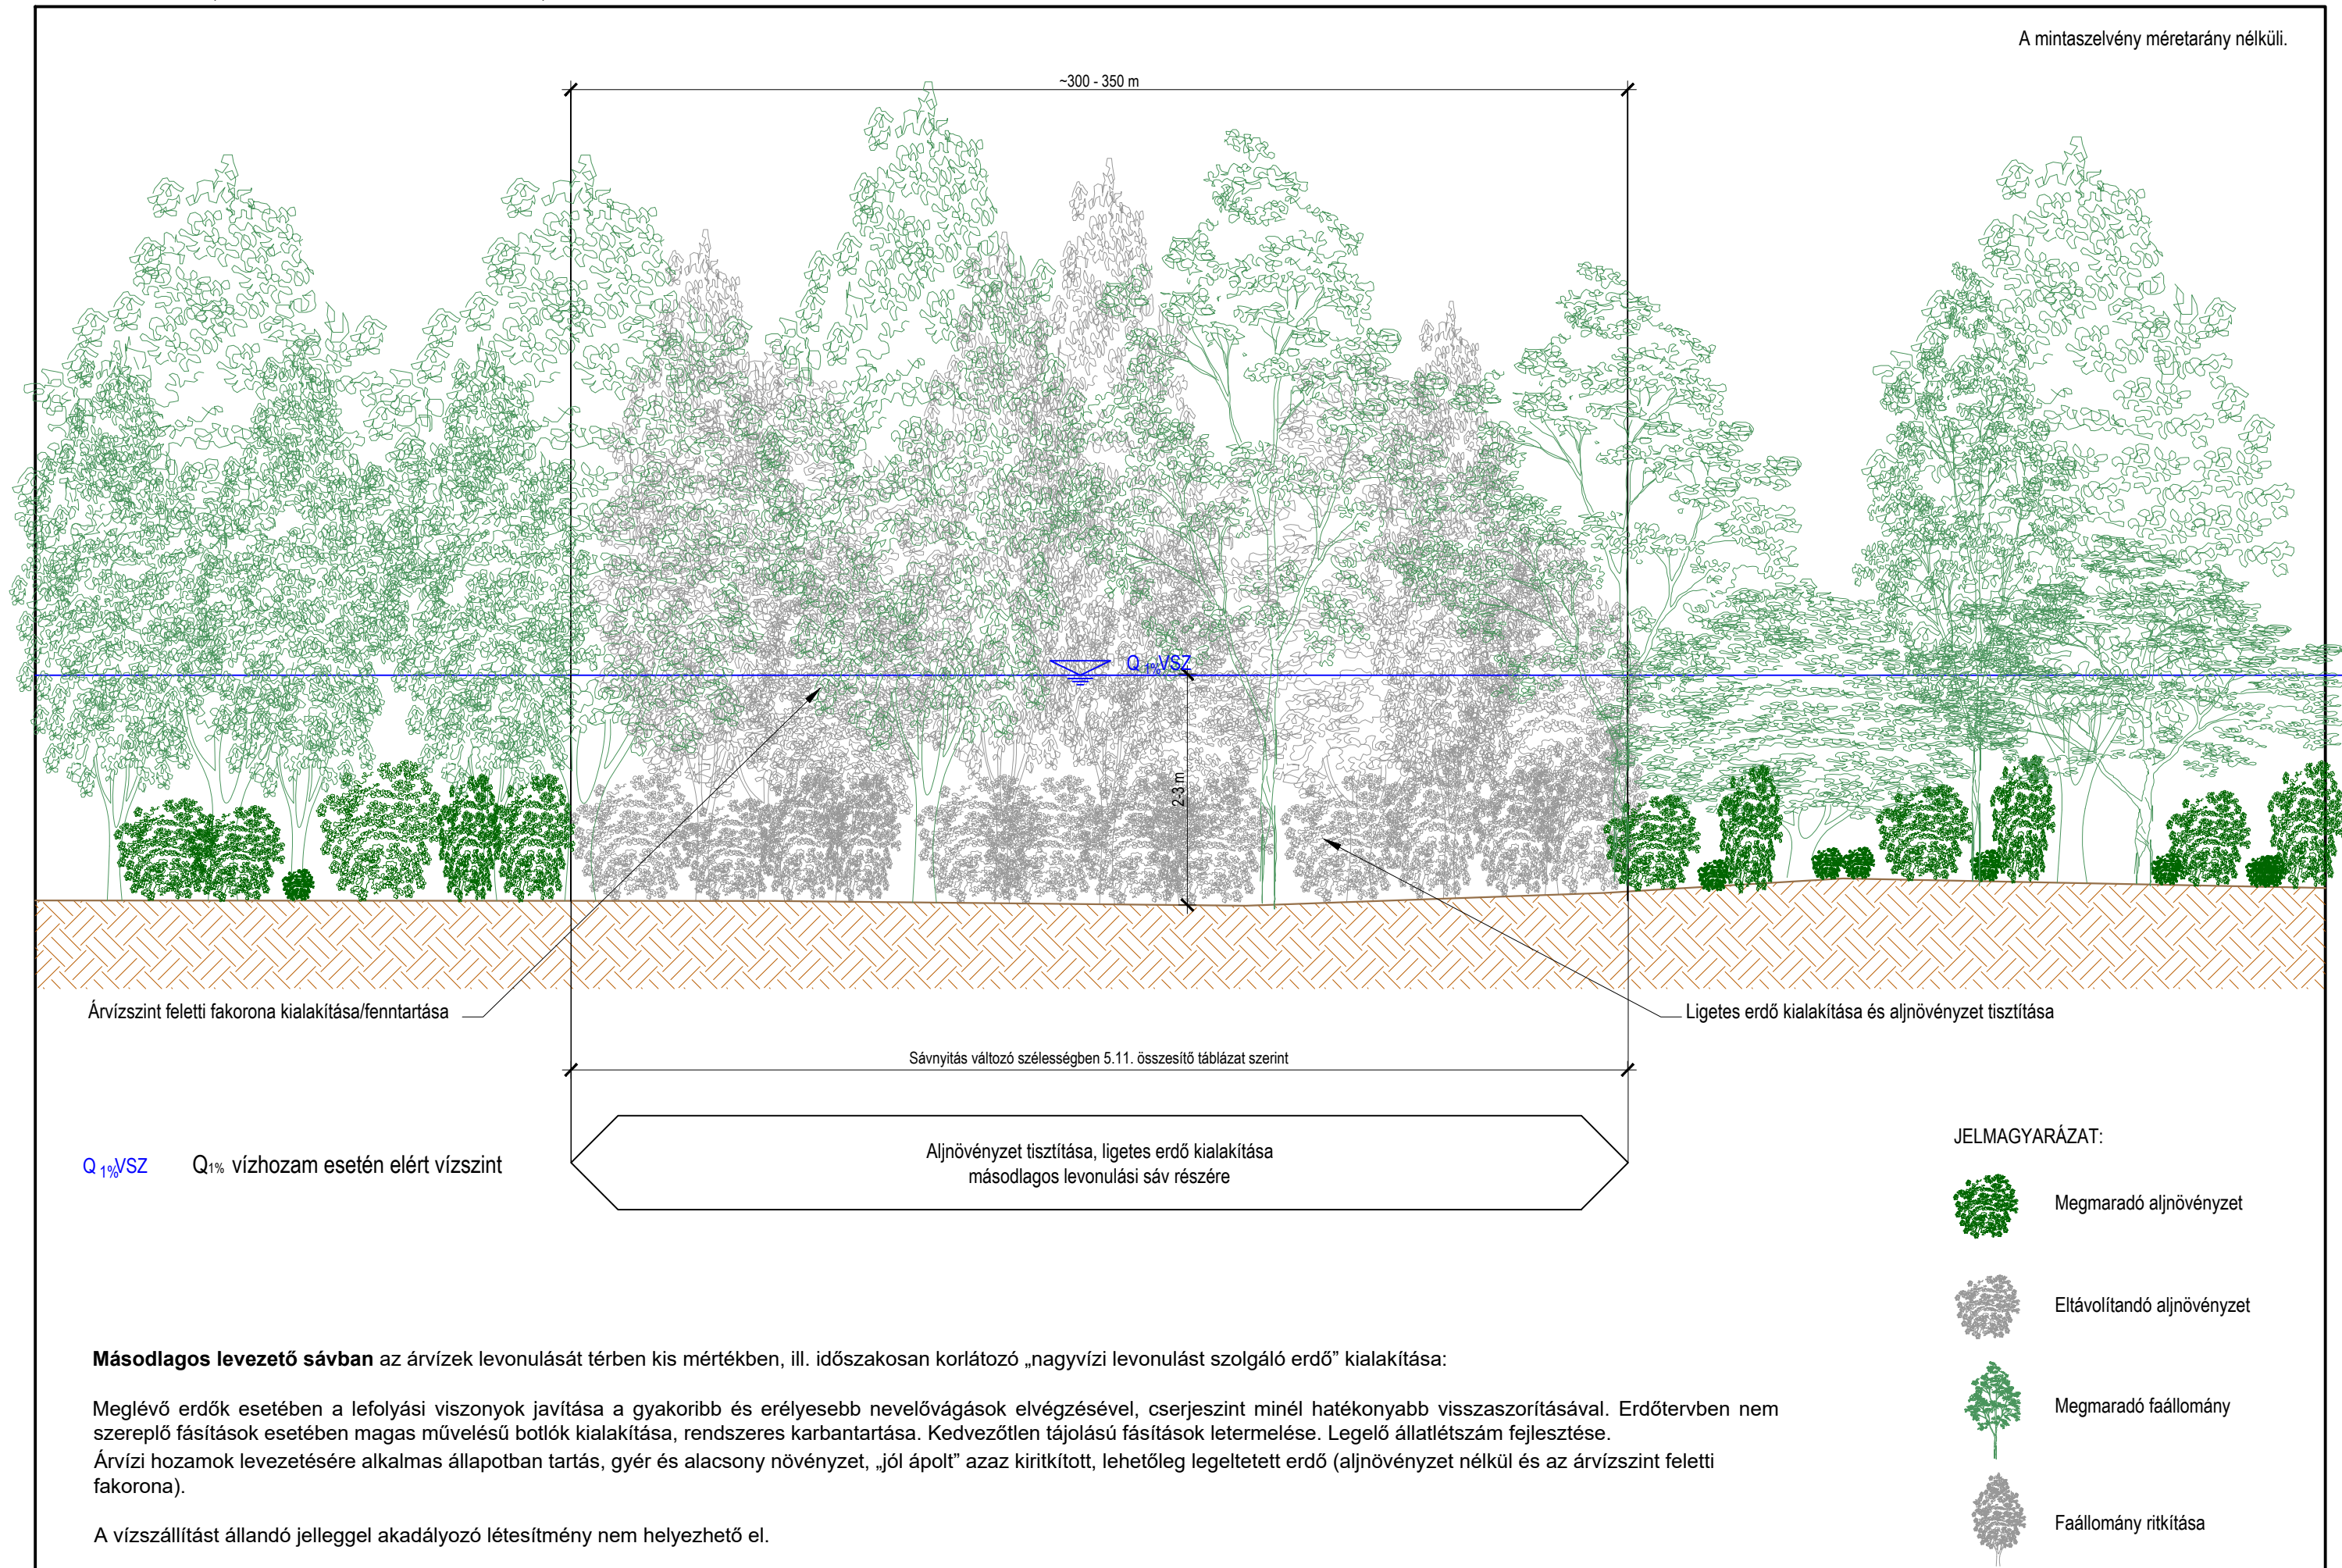 A mintaszelvény méretarány nélküli.
~300 - 350 m
Q 1%VSZ
2-3 m
Árvízszint feletti fakorona kialakítása/fenntartása
Ligetes erdő kialakítása és aljnövényzet tisztítása
Sávnyitás változó szélességben 5.11. összesítő táblázat szerint
Aljnövényzet tisztítása, ligetes erdő kialakítása
másodlagos levonulási sáv részére
Q 1%VSZ Q1% vízhozam esetén elért vízszint
JELMAGYARÁZAT:
Megmaradó aljnövényzet
Eltávolítandó aljnövényzet
Megmaradó faállomány
Faállomány ritkítása
Másodlagos levezető sávban az árvízek levonulását térben kis mértékben, ill. időszakosan korlátozó „nagyvízi levonulást szolgáló erdő” kialakítása:
Meglévő erdők esetében a lefolyási viszonyok javítása a gyakoribb és erélyesebb nevelővágások elvégzésével, cserjeszint minél hatékonyabb visszaszorításával. Erdőtervben nem
szereplő fásítások esetében magas művelésű botlók kialakítása, rendszeres karbantartása. Kedvezőtlen tájolású fásítások letermelése. Legelő állatlétszám fejlesztése.
Árvízi hozamok levezetésére alkalmas állapotban tartás, gyér és alacsony növényzet, „jól ápolt” azaz kiritkított, lehetőleg legeltetett erdő (aljnövényzet nélkül és az árvízszint feletti
fakorona).
A vízszállítást állandó jelleggel akadályozó létesítmény nem helyezhető el.